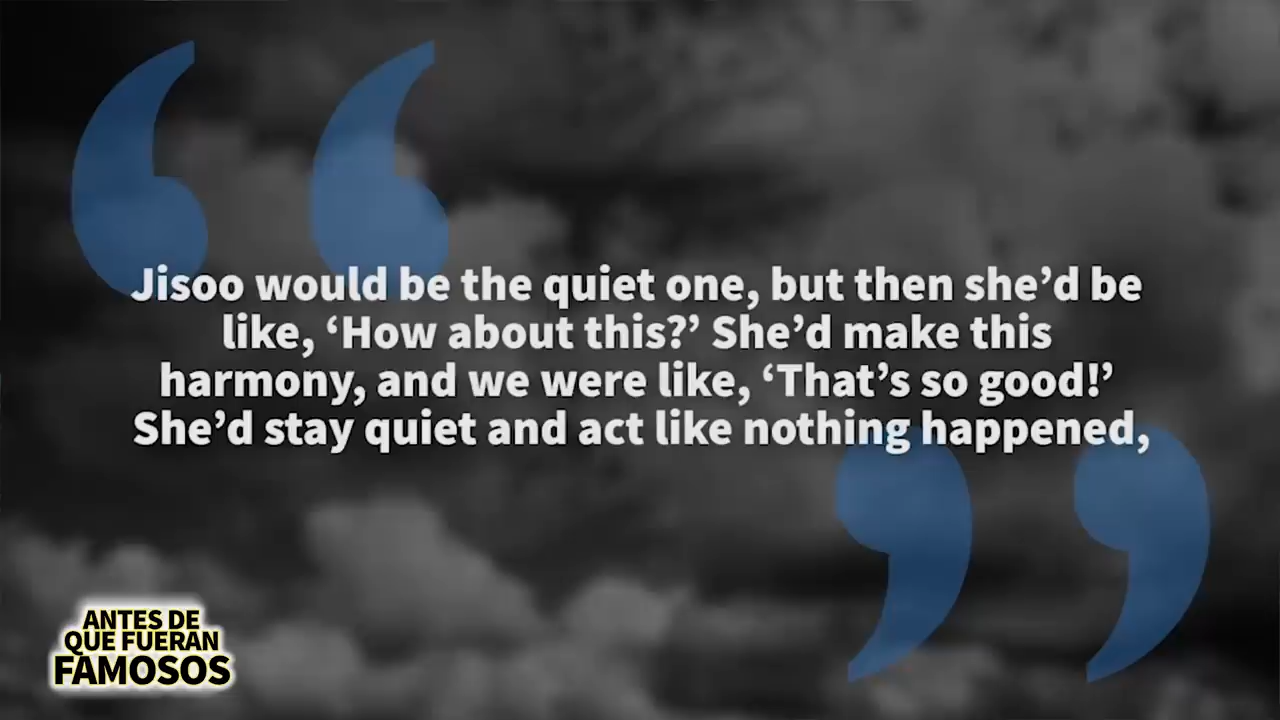 Jisoo would be the quiet one, but then she’d be
like, ‘How about this?’ She’d make this
harmony, and we were like, ‘That’s so good!’
She’d stay quiet and act like nothing happened,
ANTES DE
QUE FUERAN
FAMOSOS